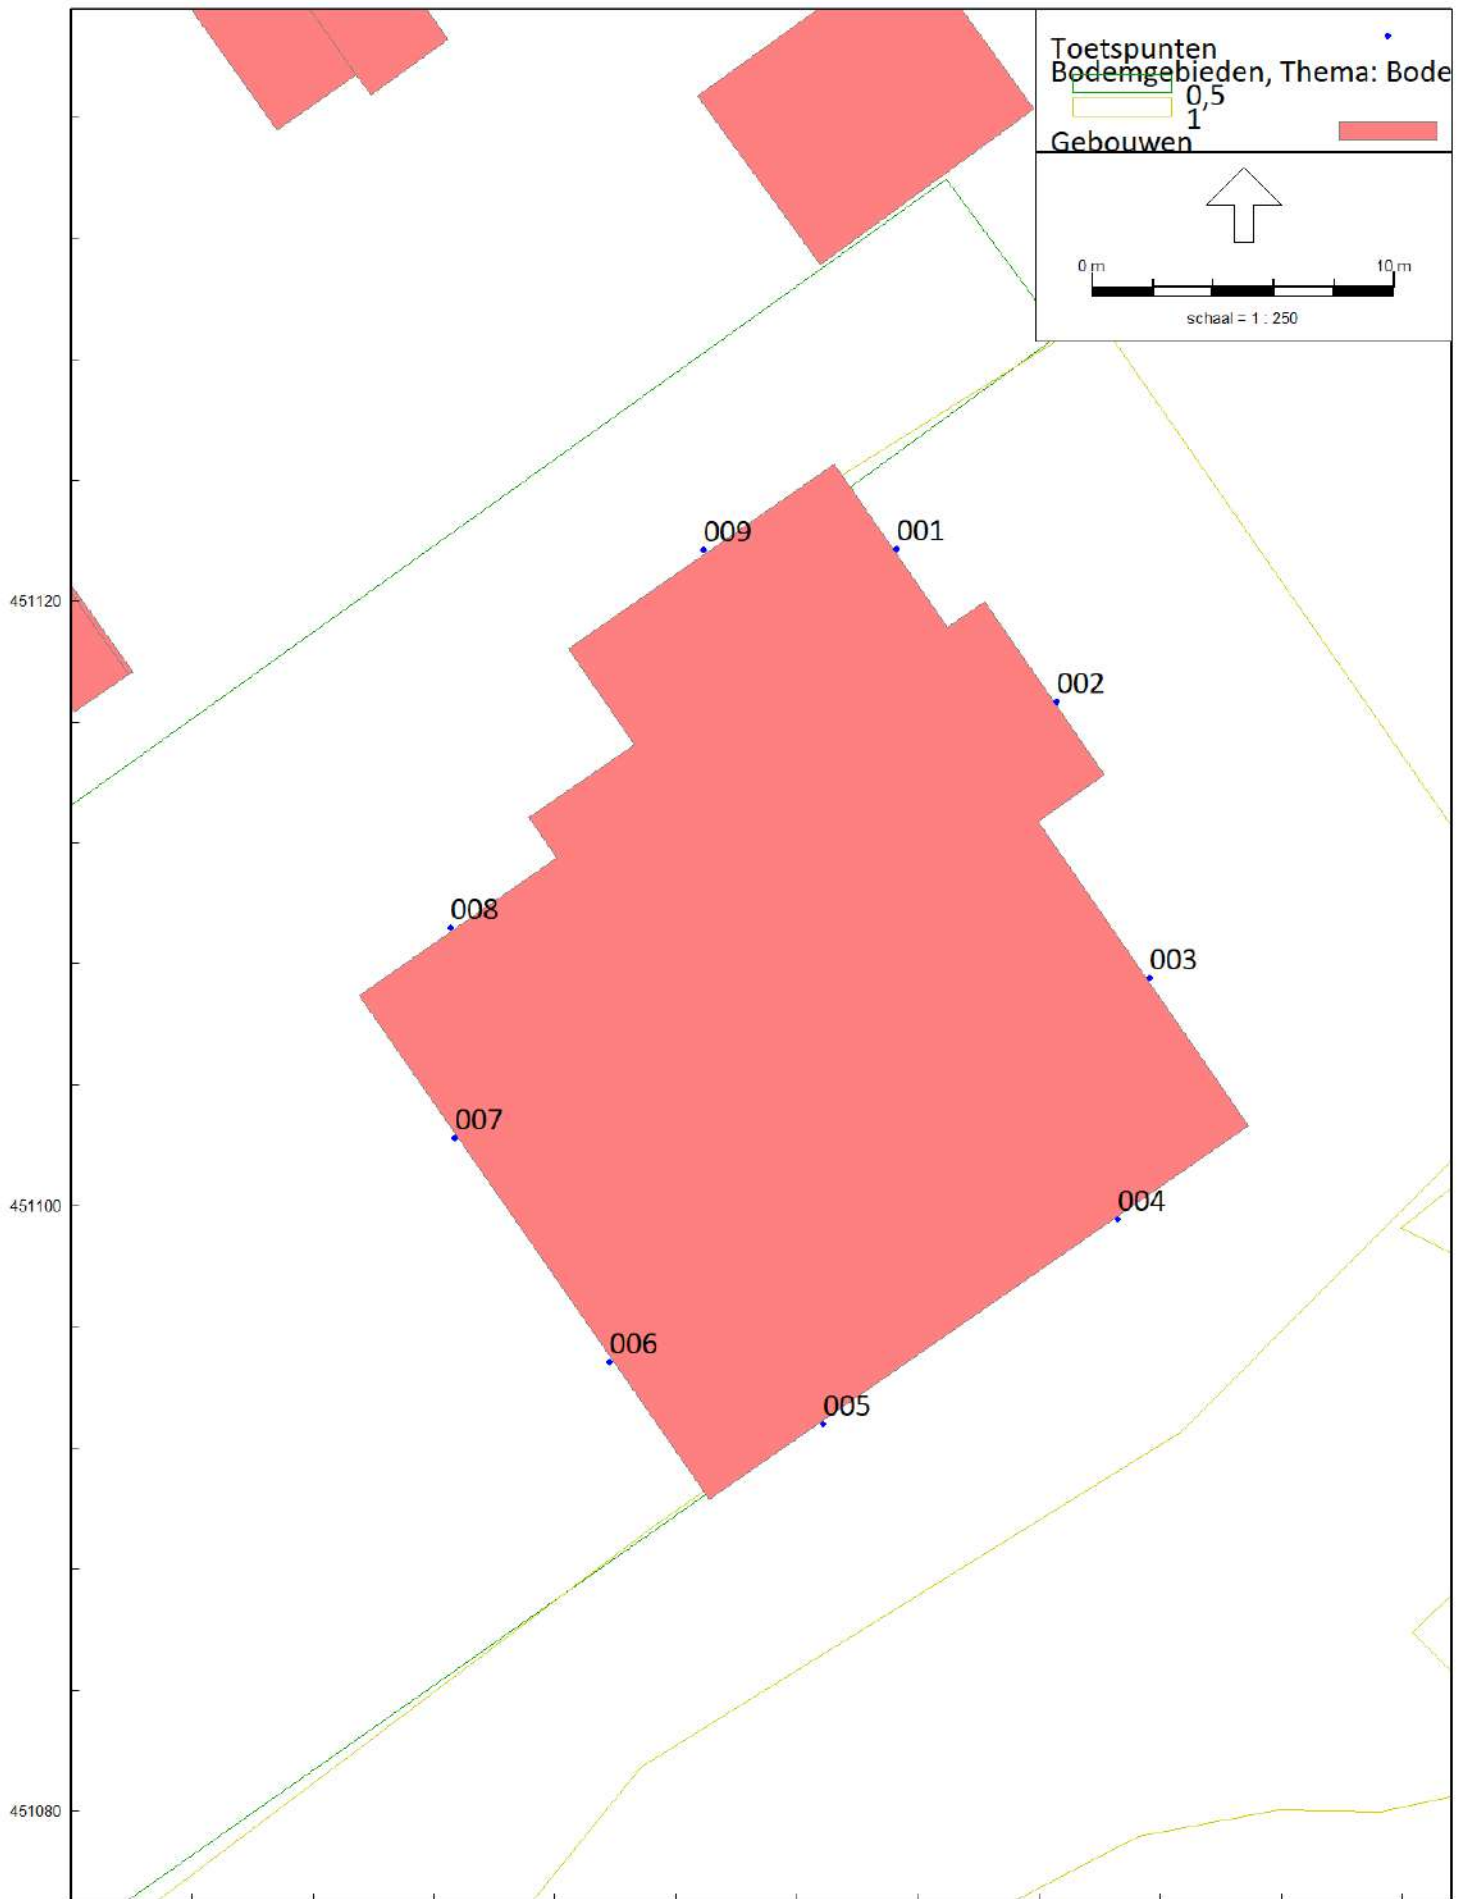 Toetspunten
Bodemgebieden, Thema: Bode
0,5
1
Gebouwen
0 m 10 m
schaal = 1 : 250
009 001
451120
002
008
003
007
451100
004
006
005
451080